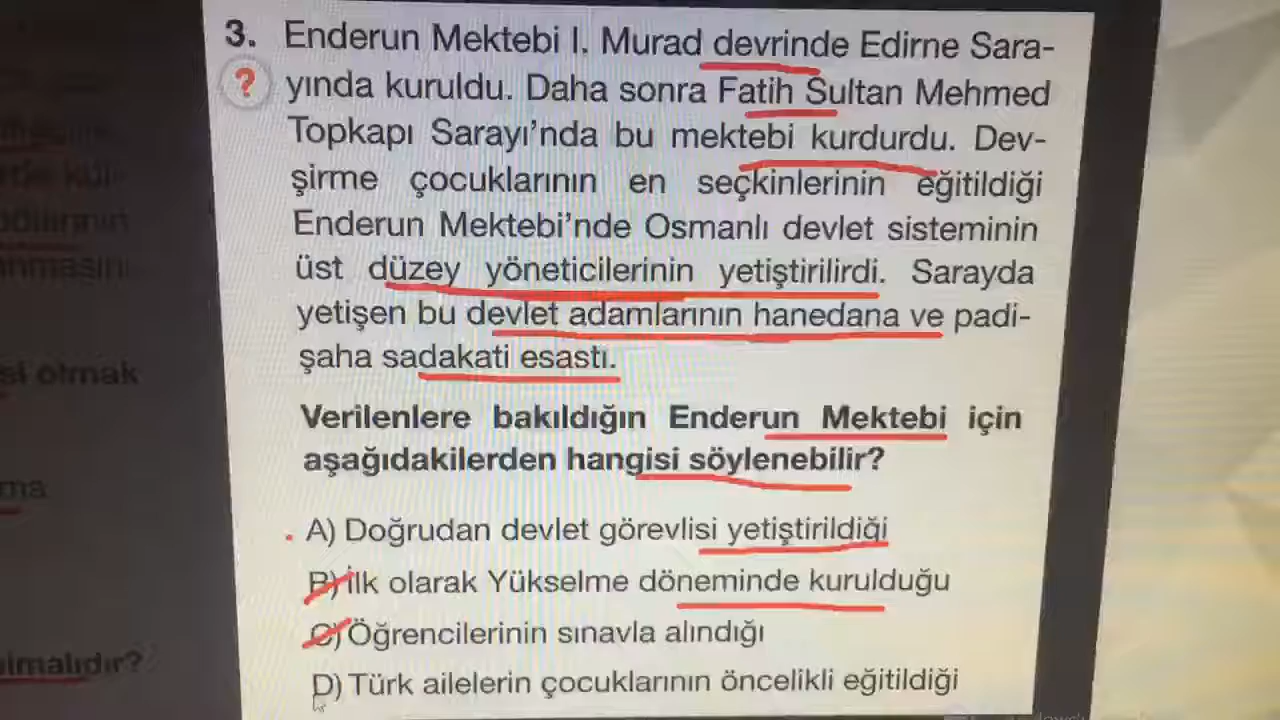 3. Enderun Mektebi I. Murad devrinde Edirne Sara-
? yında kuruldu. Daha sonra Fatih Sultan Mehmed
Topkapı Sarayı'nda bu mektebi kurdurdu. Dev-
şirme çocuklarının en seçkinlerinin eğitildiği
Enderun Mektebi'nde Osmanlı devlet sisteminin
üst düzey yöneticilerinin yetiştirilirdi. Sarayda
yetişen bu devlet adamlarının hanedana ve padi-
şaha sadakati esastı.
Verilenlere bakıldığın Enderun Mektebi için
aşağıdakilerden hangisi söylenebilir?
A) Doğrudan devlet görevlisi yetiştirildiği
B) İlk olarak Yükselme döneminde kurulduğu
C) Öğrencilerinin sınavla alındığı
D) Türk ailelerin çocuklarının öncelikli eğitildiği
si olmak
ma